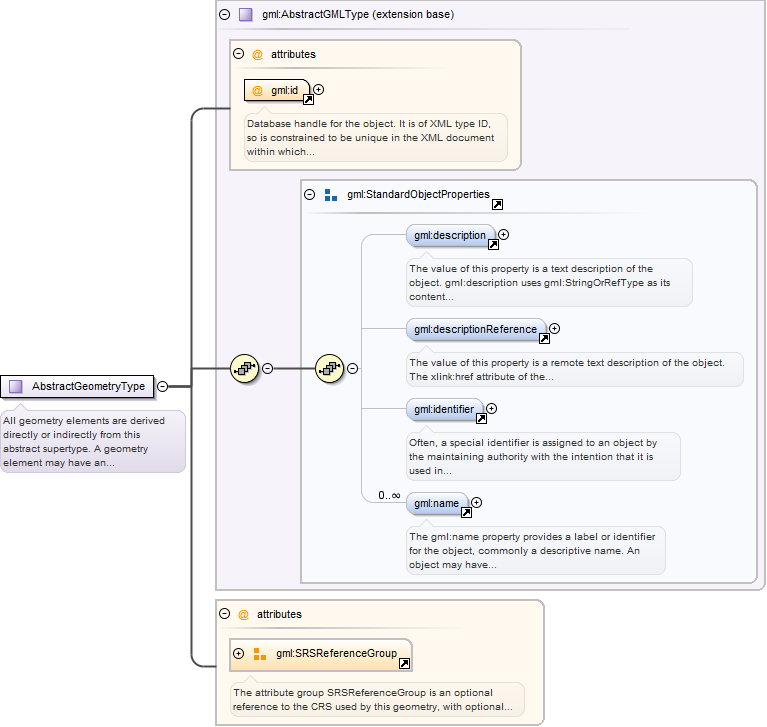 gml:AbstractGMLType (extension base)
@ attributes
@ gml:id
Database handle for the object. It is of XML type ID,
so is constrained to be unique in the XML document
within which...
gml:StandardObjectProperties
gml:description
The value of this property is a text description of the
object. gml:description uses gml:StringOrRefType as its
content...
gml:descriptionReference
The value of this property is a remote text description of the object.
The xlink:href attribute of the...
AbstractGeometryType
All geometry elements are derived
directly or indirectly from this
abstract supertype. A geometry
element may have an...
gml:identifier
Often, a special identifier is assigned to an object by
the maintaining authority with the intention that it is
used in...
0..∞
gml:name
The gml:name property provides a label or identifier
for the object, commonly a descriptive name. An
object may have...
@ attributes
gml:SRSReferenceGroup
The attribute group SRSReferenceGroup is an optional
reference to the CRS used by this geometry, with optional...